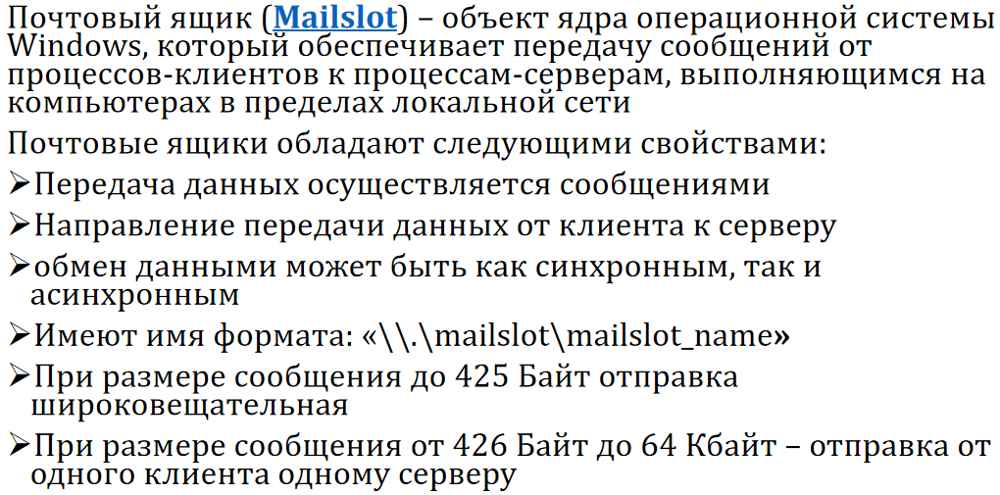 Почтовый ящик (Mailslot) – объект ядра операционной системы
Windows, который обеспечивает передачу сообщений от
процессов-клиентов к процессам-серверам, выполняющимся на
компьютерах в пределах локальной сети
Почтовые ящики обладают следующими свойствами:
➢Передача данных осуществляется сообщениями
➢Направление передачи данных от клиента к серверу
➢обмен данными может быть как синхронным, так и
асинхронным
➢Имеют имя формата: «\\.\mailslot\mailslot_name»
➢При размере сообщения до 425 Байт отправка
широковещательная
➢При размере сообщения от 426 Байт до 64 Кбайт – отправка от
одного клиента одному серверу